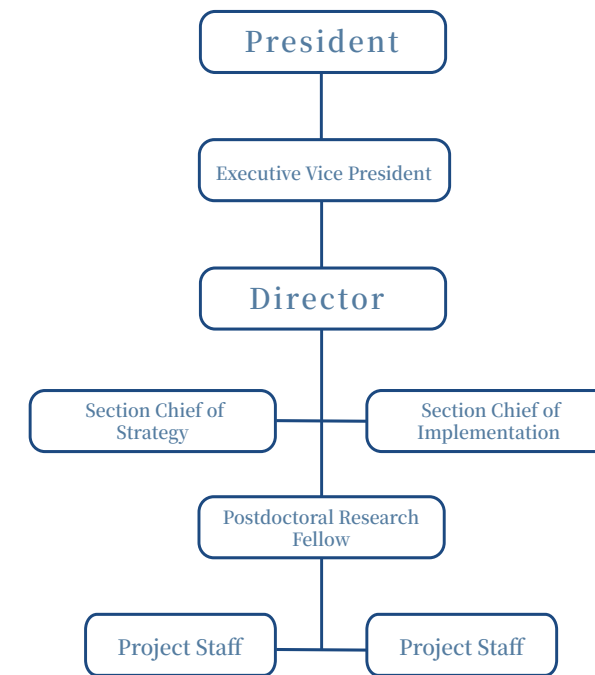 President
Executive Vice President
Director
Section Chief of
Strategy
Section Chief of
Implementation
Postdoctoral Research
Fellow
Project Staff
Project Staff